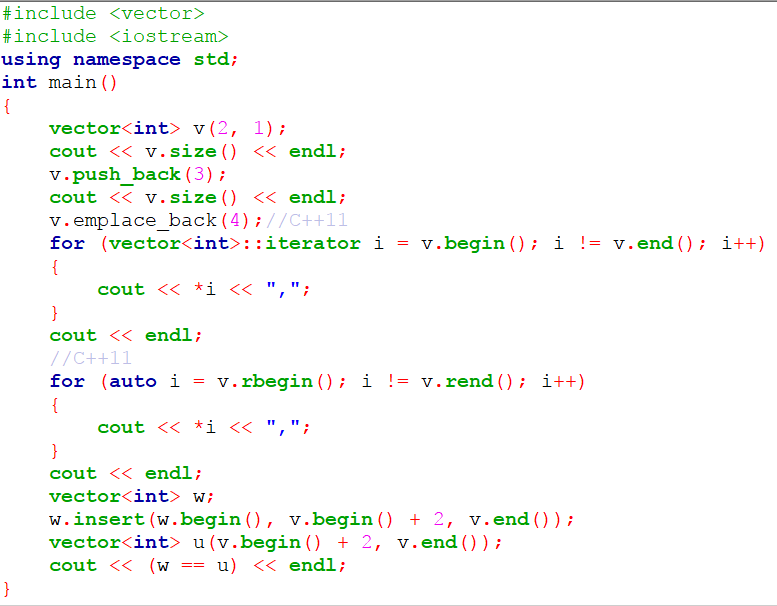 #include <vector>
#include <iostream>
using namespace std;
int main()
{
    vector<int> v(2, 1);
    cout << v.size() << endl;
    v.push_back(3);
    cout << v.size() << endl;
    v.emplace_back(4);//C++11
    for (vector<int>::iterator i = v.begin(); i != v.end(); i++)
    {
        cout << *i << ",";
    }
    cout << endl;
    //C++11
    for (auto i = v.rbegin(); i != v.rend(); i++)
    {
        cout << *i << ",";
    }
    cout << endl;
    vector<int> w;
    w.insert(w.begin(), v.begin() + 2, v.end());
    vector<int> u(v.begin() + 2, v.end());
    cout << (w == u) << endl;
}